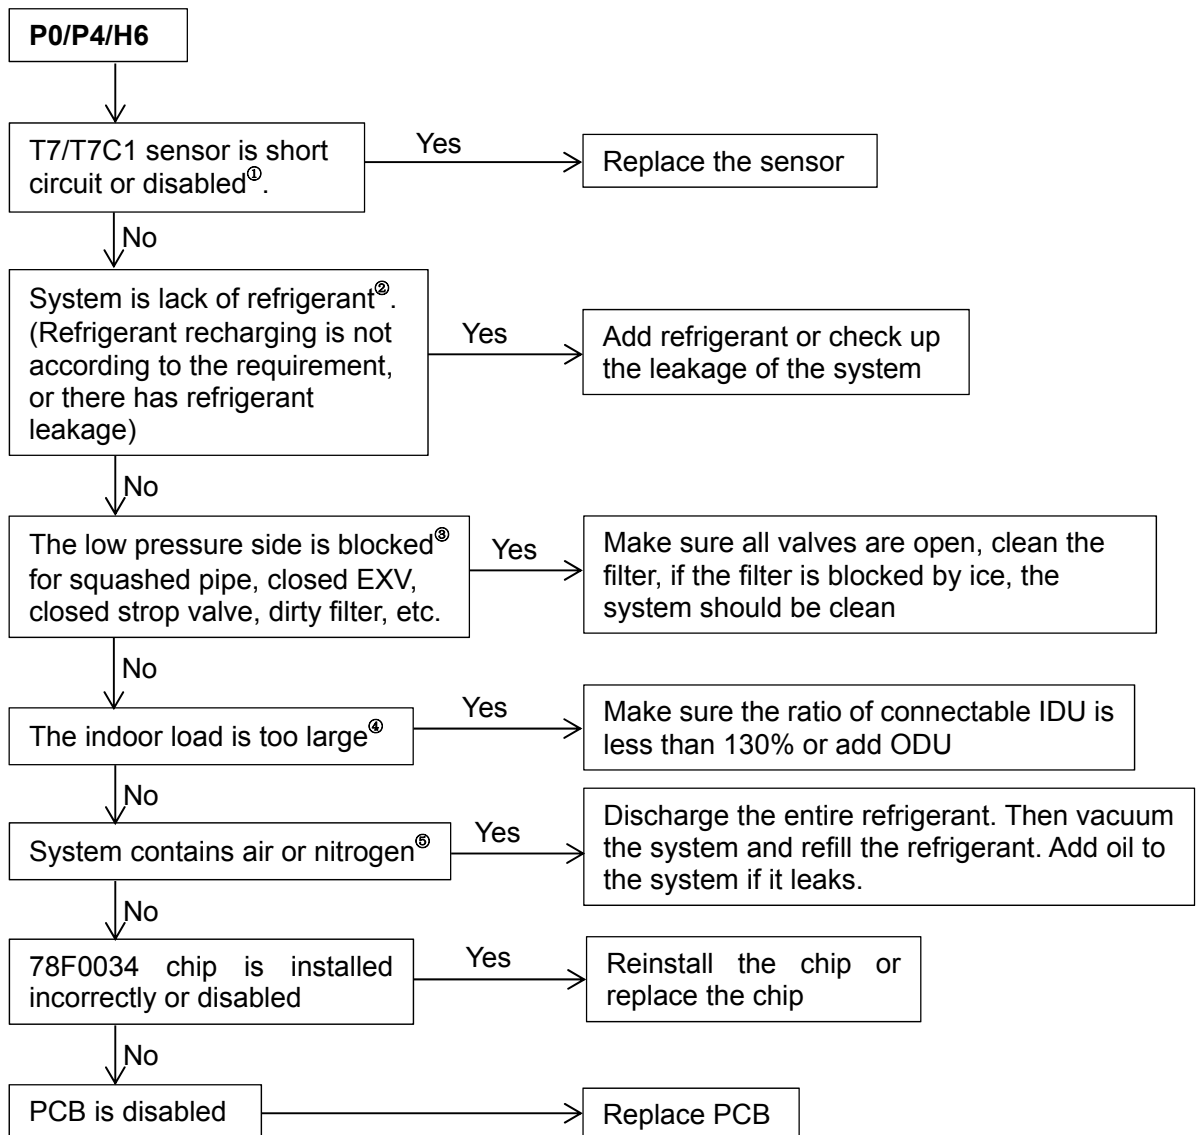 P0/P4/H6
T7/T7C1 sensor is short
circuit or disabled①.
Yes
Replace the sensor
No
System is lack of refrigerant②.
(Refrigerant recharging is not
according to the requirement,
or there has refrigerant
leakage)
Yes
Add refrigerant or check up
the leakage of the system
No
The low pressure side is blocked③
for squashed pipe, closed EXV,
closed strop valve, dirty filter, etc.
Yes
Make sure all valves are open, clean the
filter, if the filter is blocked by ice, the
system should be clean
No
The indoor load is too large④
Yes
Make sure the ratio of connectable IDU is
less than 130% or add ODU
No
System contains air or nitrogen⑤
Yes
Discharge the entire refrigerant. Then vacuum
the system and refill the refrigerant. Add oil to
the system if it leaks.
No
78F0034 chip is installed
incorrectly or disabled
Yes
Reinstall the chip or
replace the chip
No
PCB is disabled
Replace PCB